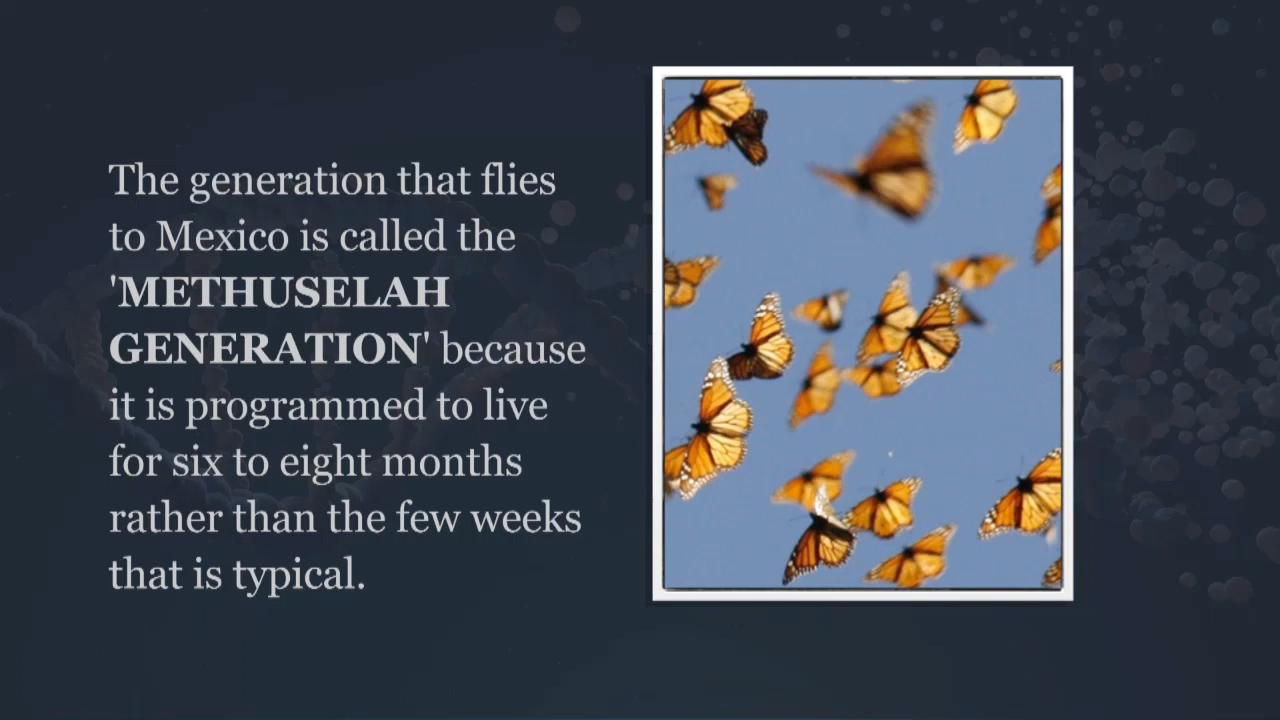 The generation that flies
to Mexico is called the
'METHUSELAH
GENERATION' because
it is programmed to live
for six to eight months
rather than the few weeks
that is typical.